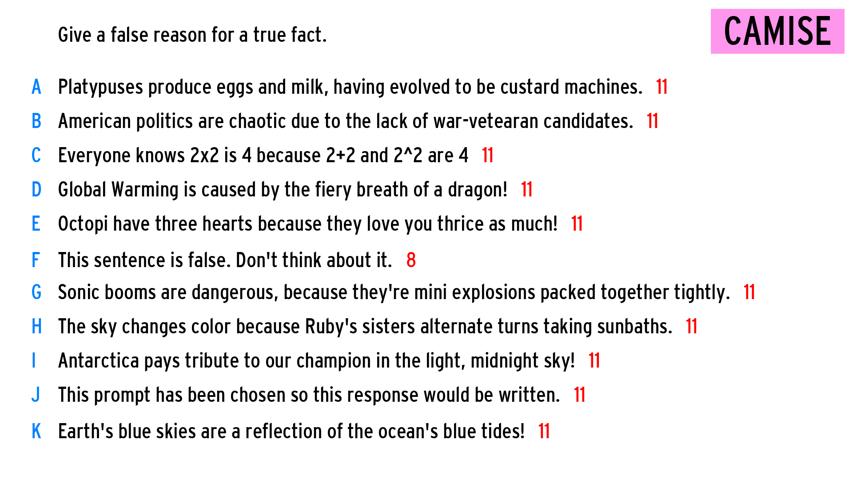 Give a false reason for a true fact.
CAMISE
A Platypuses produce eggs and milk, having evolved to be custard machines. 11
B American politics are chaotic due to the lack of war-vetearan candidates. 11
C Everyone knows 2x2 is 4 because 2+2 and 2^2 are 4 11
D Global Warming is caused by the fiery breath of a dragon! 11
E Octopi have three hearts because they love you thrice as much! 11
F This sentence is false. Don't think about it. 8
G Sonic booms are dangerous, because they're mini explosions packed together tightly. 11
H The sky changes color because Ruby's sisters alternate turns taking sunbaths. 11
I Antarctica pays tribute to our champion in the light, midnight sky! 11
J This prompt has been chosen so this response would be written. 11
K Earth's blue skies are a reflection of the ocean's blue tides! 11